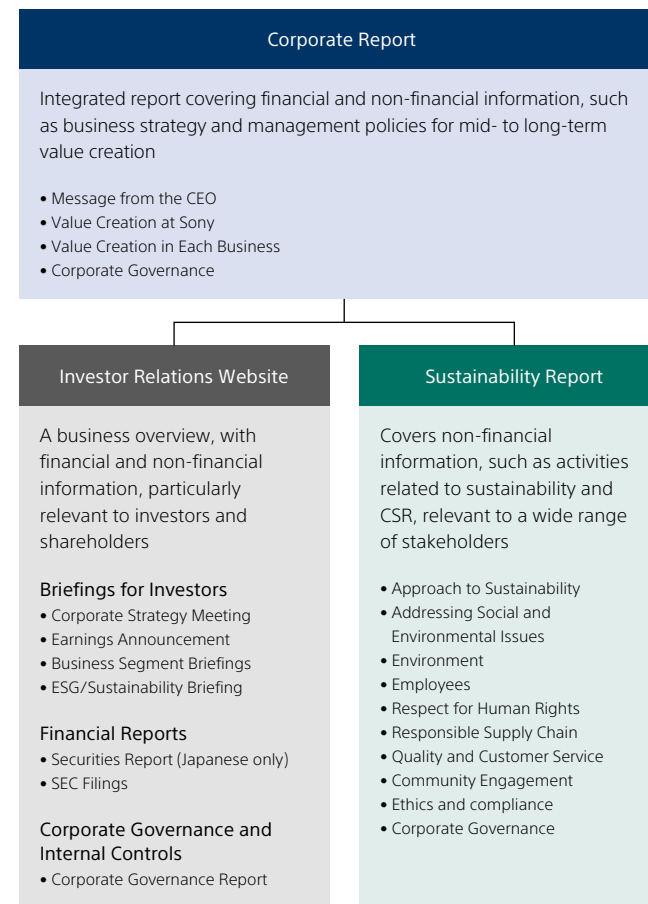 Corporate Report
Integrated report covering financial and non-financial information, such
as business strategy and management policies for mid- to long-term
value creation
• Message from the CEO
• Value Creation at Sony
• Value Creation in Each Business
• Corporate Governance
Investor Relations Website
A business overview, with
financial and non-financial
information, particularly
relevant to investors and
shareholders
Briefings for Investors
• Corporate Strategy Meeting
• Earnings Announcement
• Business Segment Briefings
• ESG/Sustainability Briefing
Financial Reports
• Securities Report (Japanese only)
• SEC Filings
Corporate Governance and
Internal Controls
• Corporate Governance Report
Sustainability Report
Covers non-financial
information, such as activities
related to sustainability and
CSR, relevant to a wide range
of stakeholders
• Approach to Sustainability
• Addressing Social and
Environmental Issues
• Environment
• Employees
• Respect for Human Rights
• Responsible Supply Chain
• Quality and Customer Service
• Community Engagement
• Ethics and compliance
• Corporate Governance